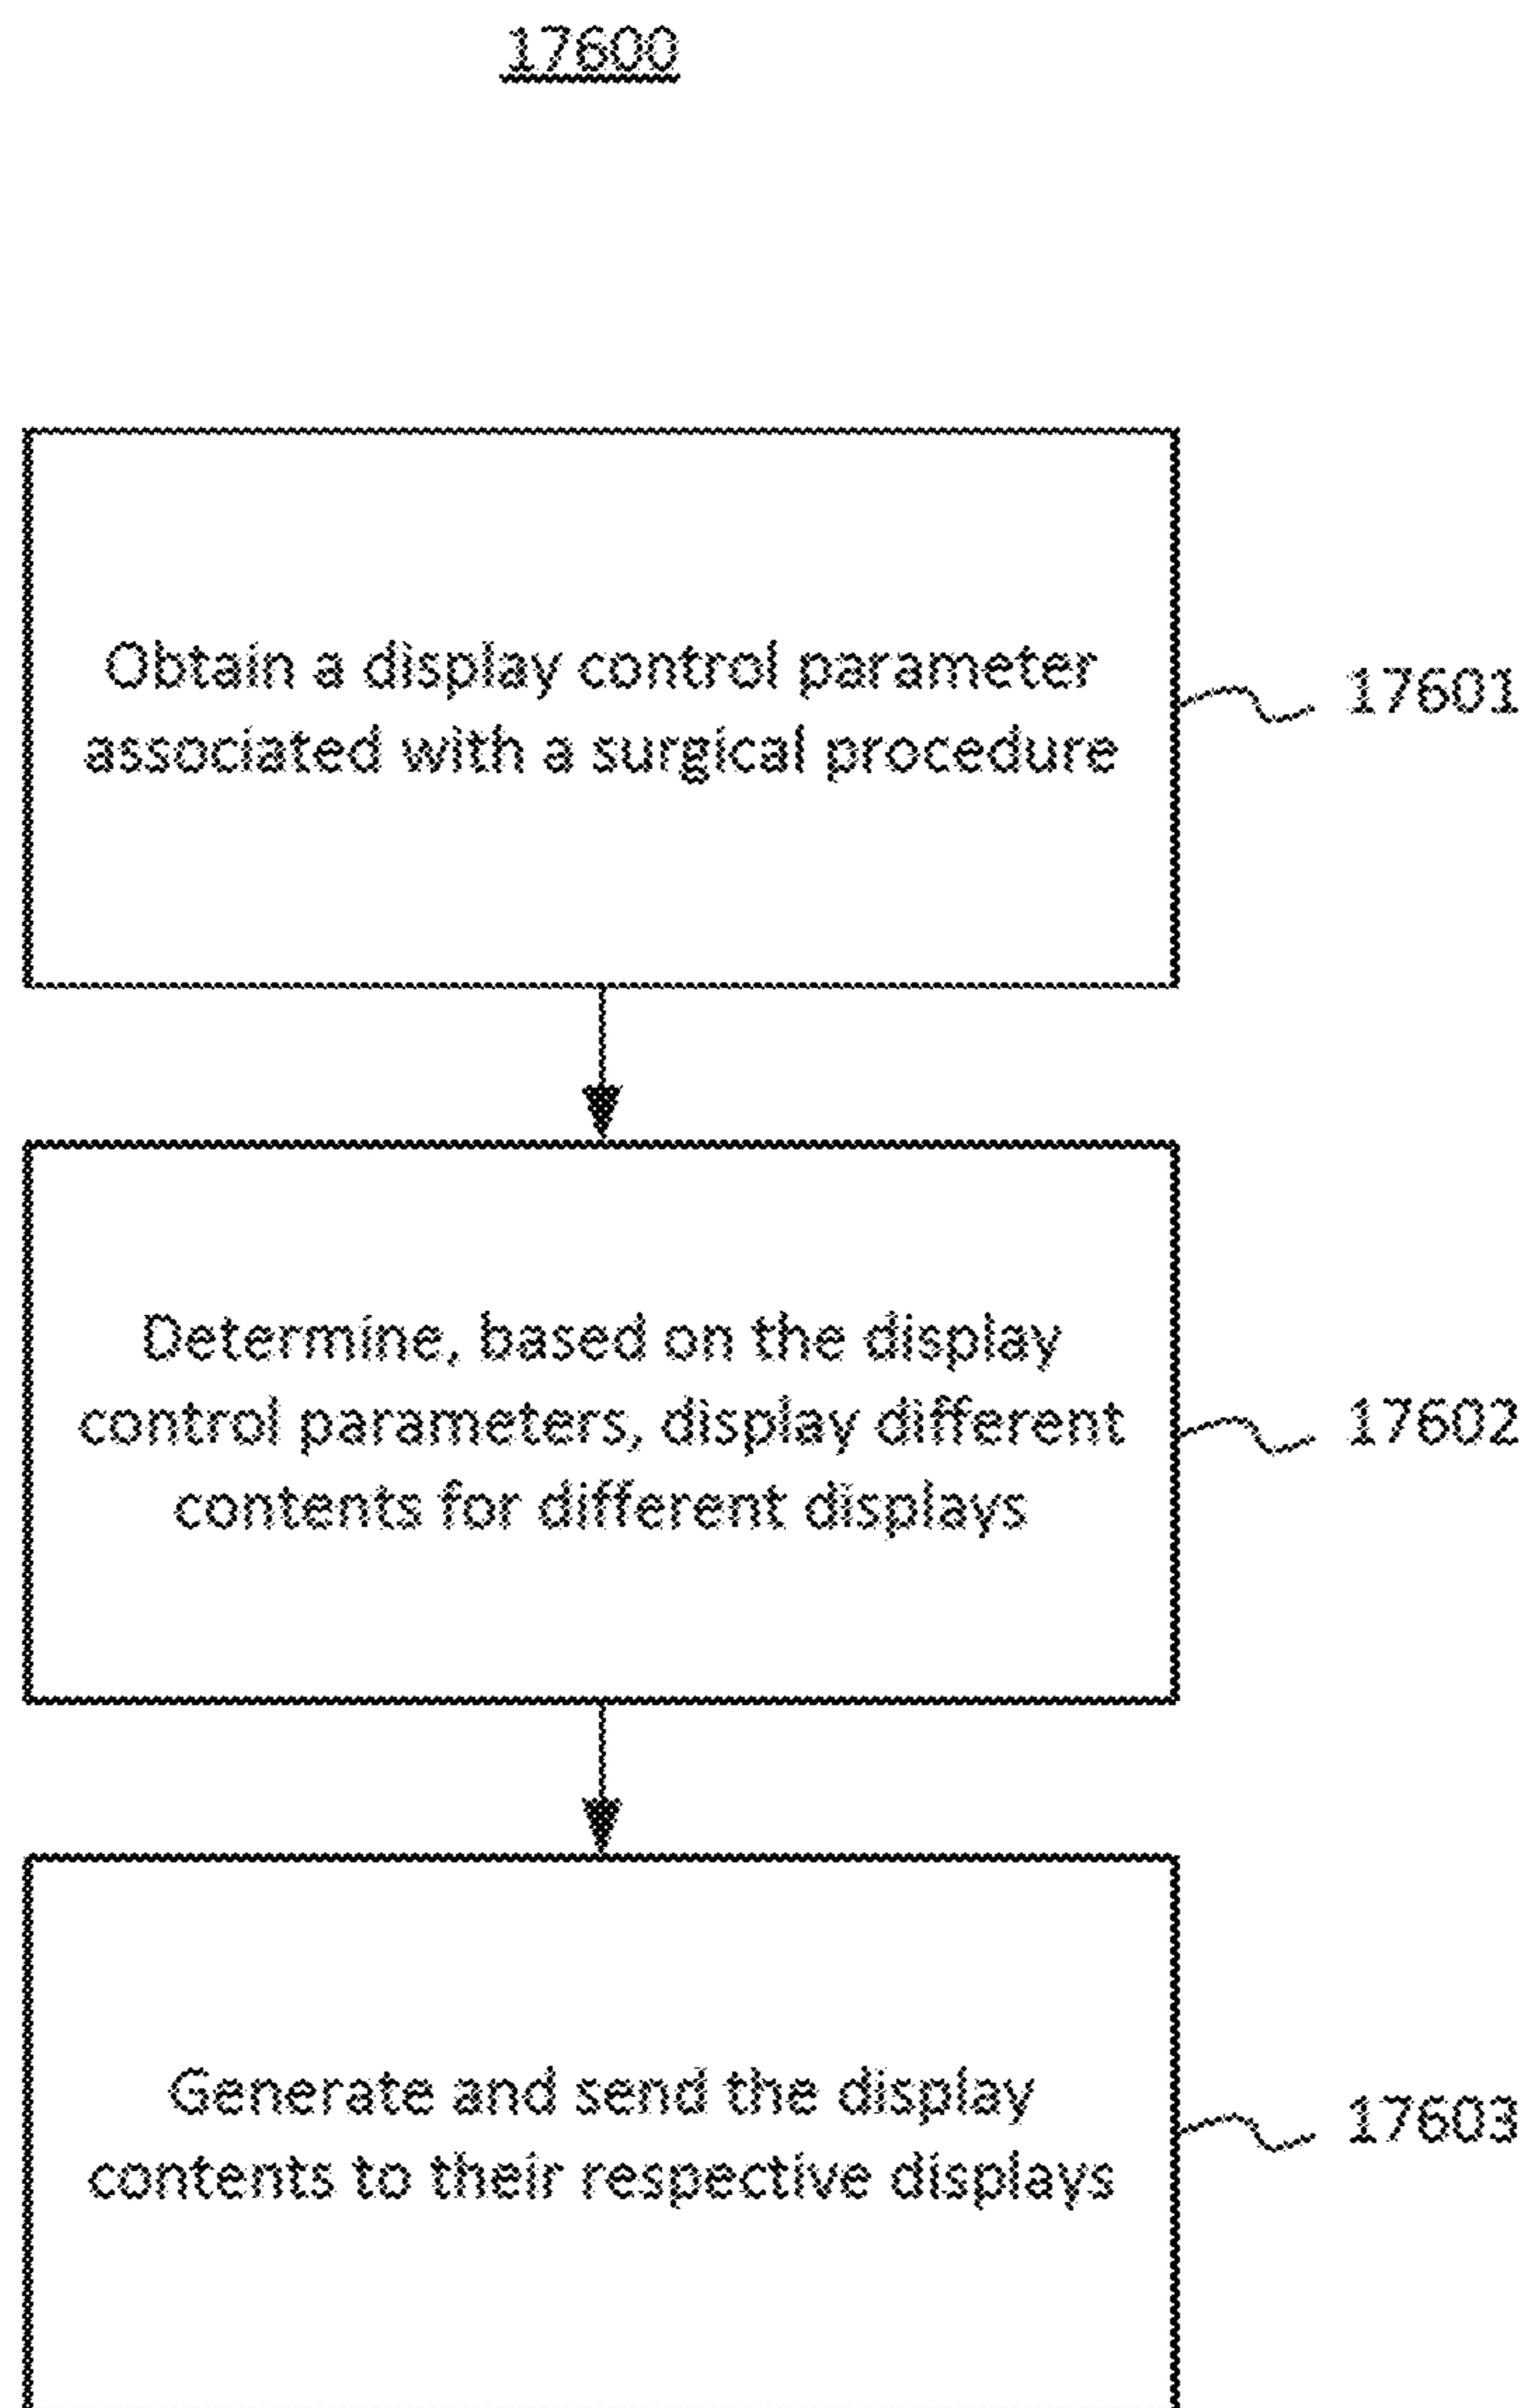 17600
Obtain a display control parameter
associated with a surgical procedure
17601
Determine, based on the display
control parameters, display different
contents for different displays
17602
Generate and send the display
contents to their respective displays
17603